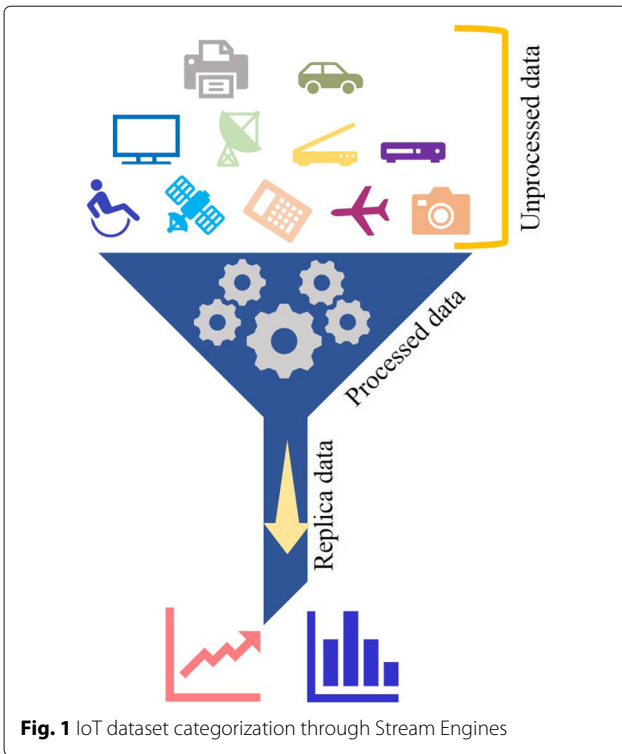 Unprocessed data
Processed data
Replica data
Fig. 1 IoT dataset categorization through Stream Engines